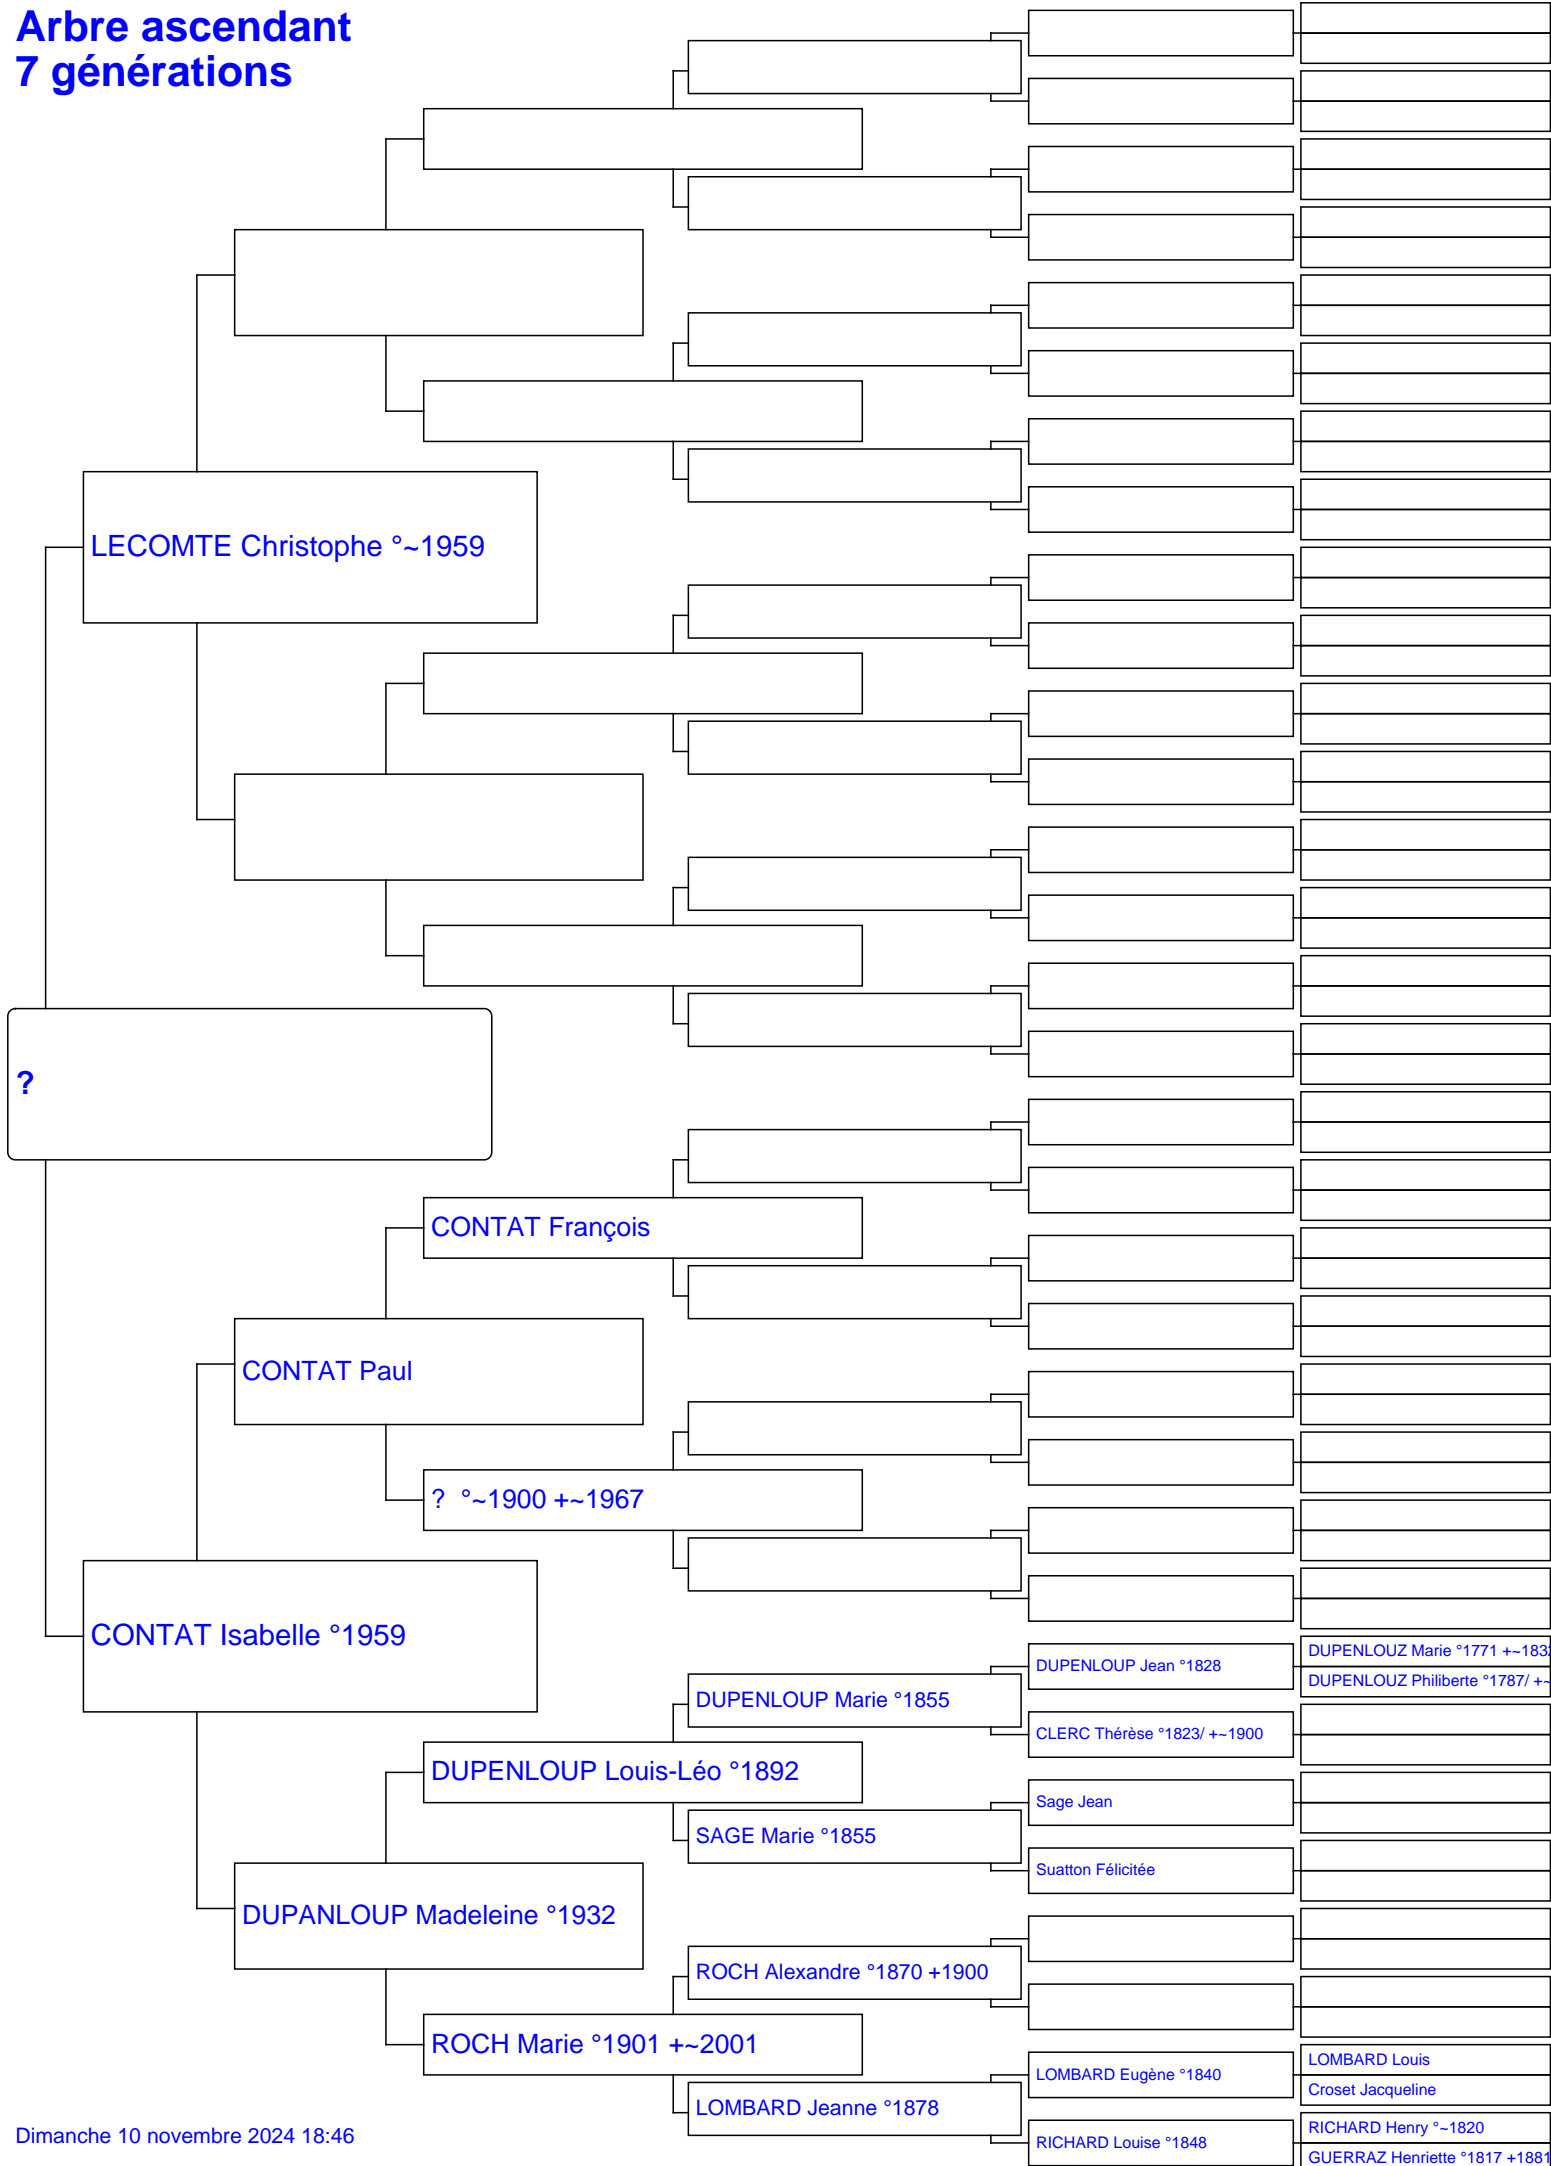 Arbre ascendant
7 générations
LECOMTE Christophe °~1959
?
CONTAT François
CONTAT Paul
? °~1900 +~1967
CONTAT Isabelle °1959
DUPENLOUZ Marie °1771 +~183
DUPENLOUP Jean °1828
DUPENLOUZ Philiberte °1787/ +~
DUPENLOUP Marie °1855
CLERC Thérèse °1823/ +~1900
DUPENLOUP Louis-Léo °1892
Sage Jean
SAGE Marie °1855
Suatton Félicitée
DUPANLOUP Madeleine °1932
ROCH Alexandre °1870 +1900
ROCH Marie °1901 +~2001
LOMBARD Louis
LOMBARD Eugène °1840
Croset Jacqueline
LOMBARD Jeanne °1878
RICHARD Henry °~1820
RICHARD Louise °1848
GUERRAZ Henriette °1817 +1881
Dimanche 10 novembre 2024 18:46